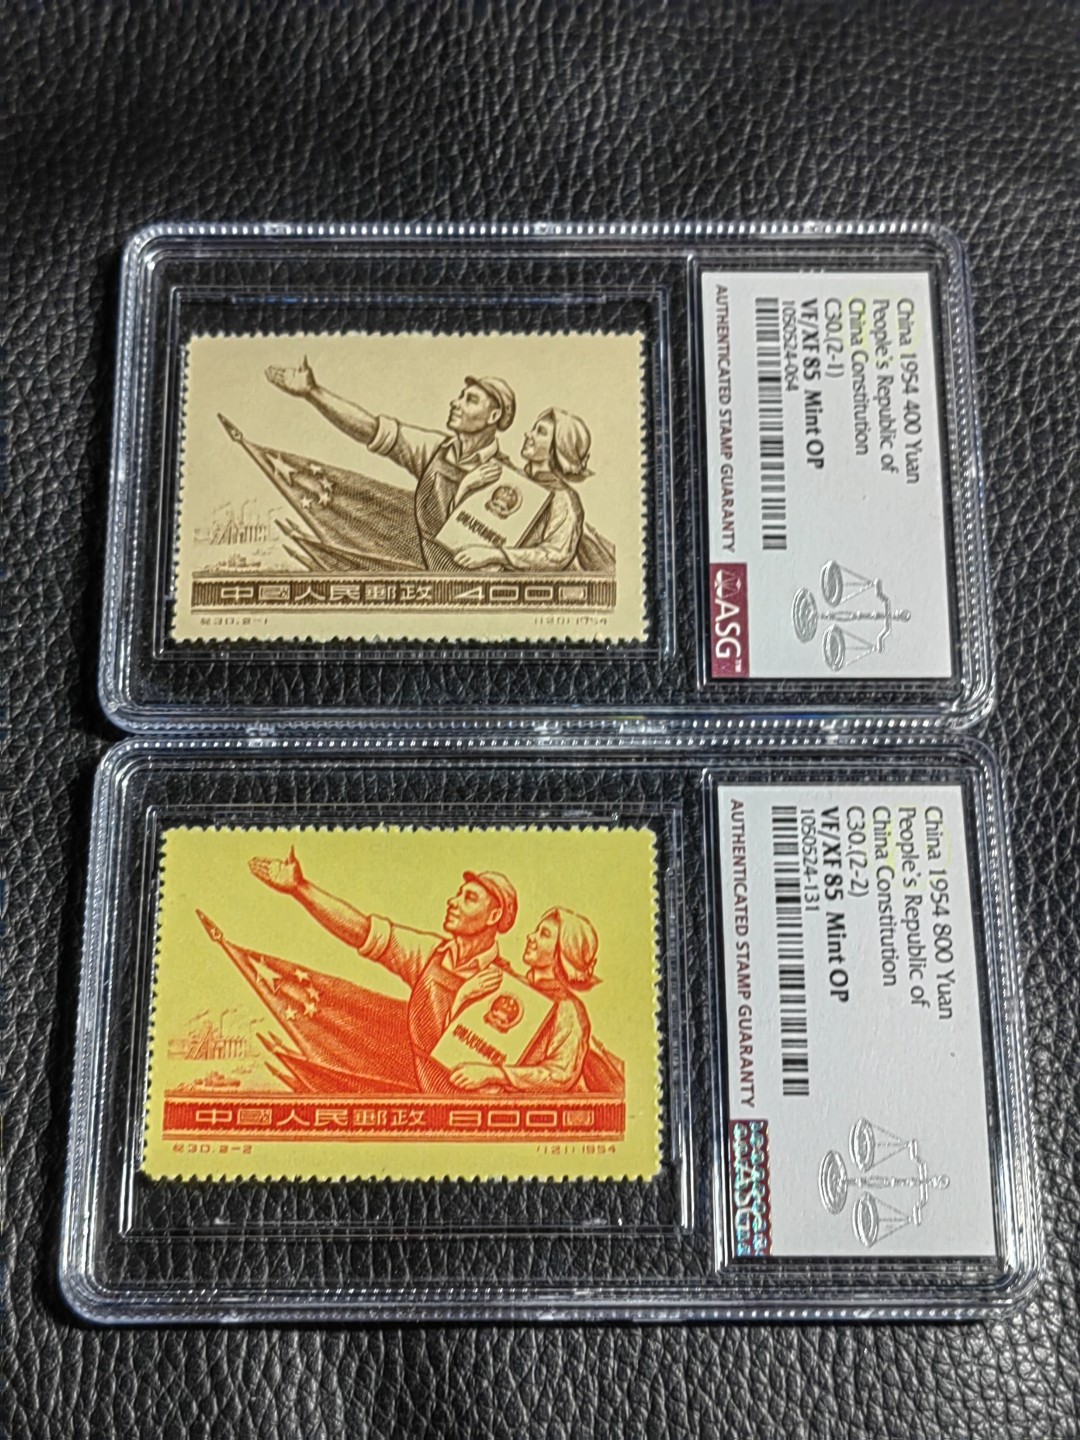 中國人民郵政 400圓
紀30.2-1
(120)1954
China 1954 400 Yuan
People's Republic of
China Constitution
C30.(2-1)
VF/XF 85 Mint OP
1050524-064
AUTHENTICATED STAMP GUARANTY
ASG™
中國人民郵政 800圓
紀30.2-2
(121)1954
China 1954 800 Yuan
People's Republic of
China Constitution
C30.(2-2)
VF/XF 85 Mint OP
1050524-131
AUTHENTICATED STAMP GUARANTY
ASG